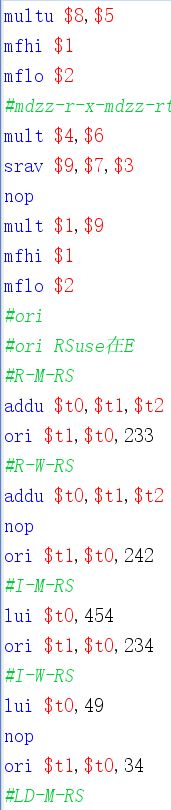 multu $8,$5
mfhi $1
mflo $2
#mdzz-r-x-mdzz-rt
mult $4,$6
srav $9,$7,$3
nop
mult $1,$9
mfhi $1
mflo $2
#ori
#ori RSuse在E
#R-M-RS
addu $t0,$t1,$t2
ori $t1,$t0,233
#R-W-RS
addu $t0,$t1,$t2
nop
ori $t1,$t0,242
#I-M-RS
lui $t0,454
ori $t1,$t0,234
#I-W-RS
lui $t0,49
nop
ori $t1,$t0,34
#LD-M-RS